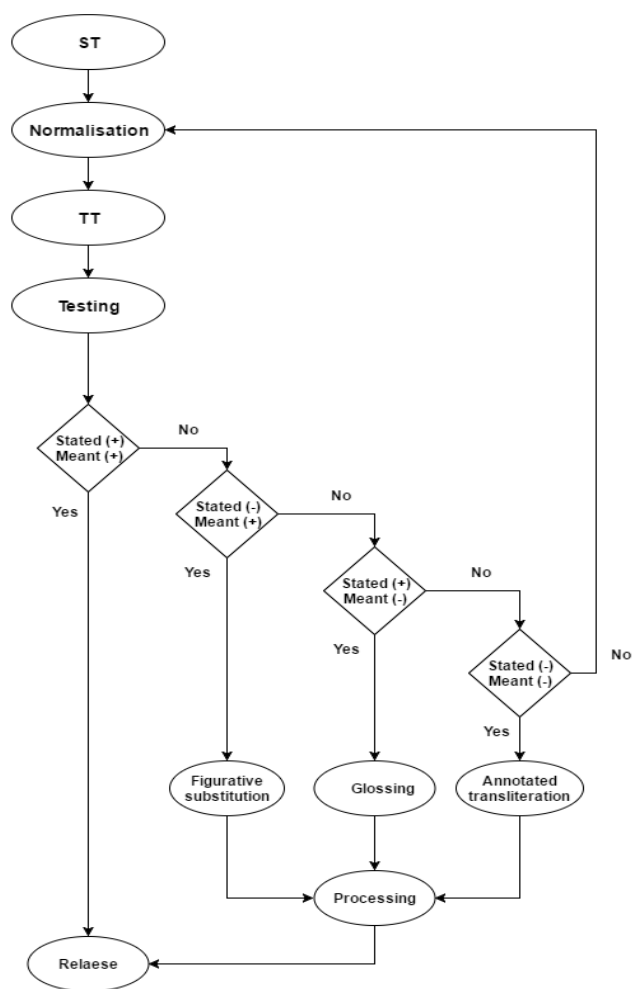 ST
Normalisation
TT
Testing
Stated (+)
Meant (+)
No
Yes
Stated (-)
Meant (+)
No
Yes
Stated (+)
Meant (-)
No
Yes
Stated (-)
Meant (-)
No
Yes
Figurative
substitution
Glossing
Annotated
transliteration
Processing
Relaese